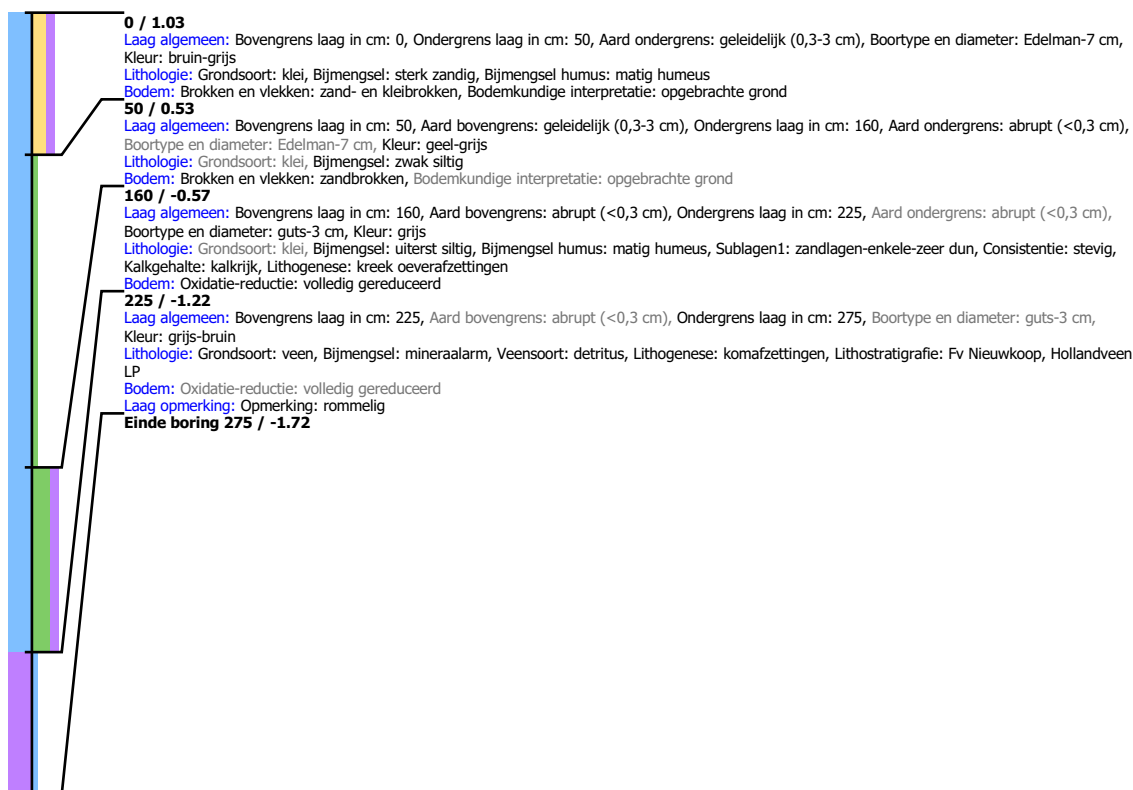 0 / 1.03
Laag algemeen: Bovengrens laag in cm: 0, Ondergrens laag in cm: 50, Aard ondergrens: geleidelijk (0,3-3 cm), Boortype en diameter: Edelman-7 cm,
Kleur: bruin-grijs
Lithologie: Grondsoort: klei, Bijmengsel: sterk zandig, Bijmengsel humus: matig humeus
Bodem: Brokken en vlekken: zand- en kleibrokken, Bodemkundige interpretatie: opgebrachte grond
50 / 0.53
Laag algemeen: Bovengrens laag in cm: 50, Aard bovengrens: geleidelijk (0,3-3 cm), Ondergrens laag in cm: 160, Aard ondergrens: abrupt (<0,3 cm),
Boortype en diameter: Edelman-7 cm, Kleur: geel-grijs
Lithologie: Grondsoort: klei, Bijmengsel: zwak siltig
Bodem: Brokken en vlekken: zandbrokken, Bodemkundige interpretatie: opgebrachte grond
160 / -0.57
Laag algemeen: Bovengrens laag in cm: 160, Aard bovengrens: abrupt (<0,3 cm), Ondergrens laag in cm: 225, Aard ondergrens: abrupt (<0,3 cm),
Boortype en diameter: guts-3 cm, Kleur: grijs
Lithologie: Grondsoort: klei, Bijmengsel: uiterst siltig, Bijmengsel humus: matig humeus, Sublagen1: zandlagen-enkele-zeer dun, Consistentie: stevig,
Kalkgehalte: kalkrijk, Lithogenese: kreek oeverafzettingen
Bodem: Oxidatie-reductie: volledig gereduceerd
225 / -1.22
Laag algemeen: Bovengrens laag in cm: 225, Aard bovengrens: abrupt (<0,3 cm), Ondergrens laag in cm: 275, Boortype en diameter: guts-3 cm,
Kleur: grijs-bruin
Lithologie: Grondsoort: veen, Bijmengsel: mineraalarm, Veensoort: detritus, Lithogenese: komafzettingen, Lithostratigrafie: Fv Nieuwkoop, Hollandveen
LP
Bodem: Oxidatie-reductie: volledig gereduceerd
Laag opmerking: Opmerking: rommelig
Einde boring 275 / -1.72